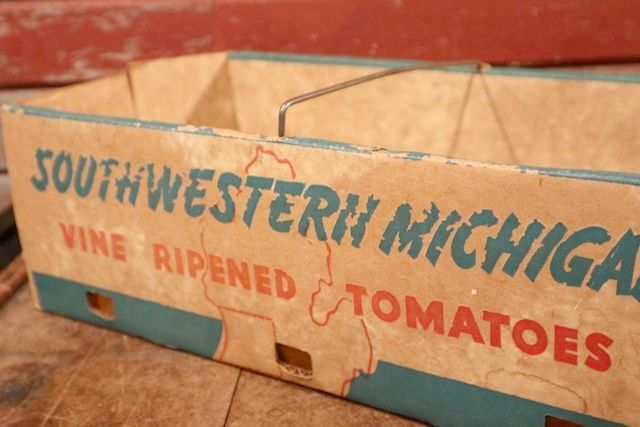 SOUTHWESTERN MICHIGA
VINE RIPENED TOMATOES